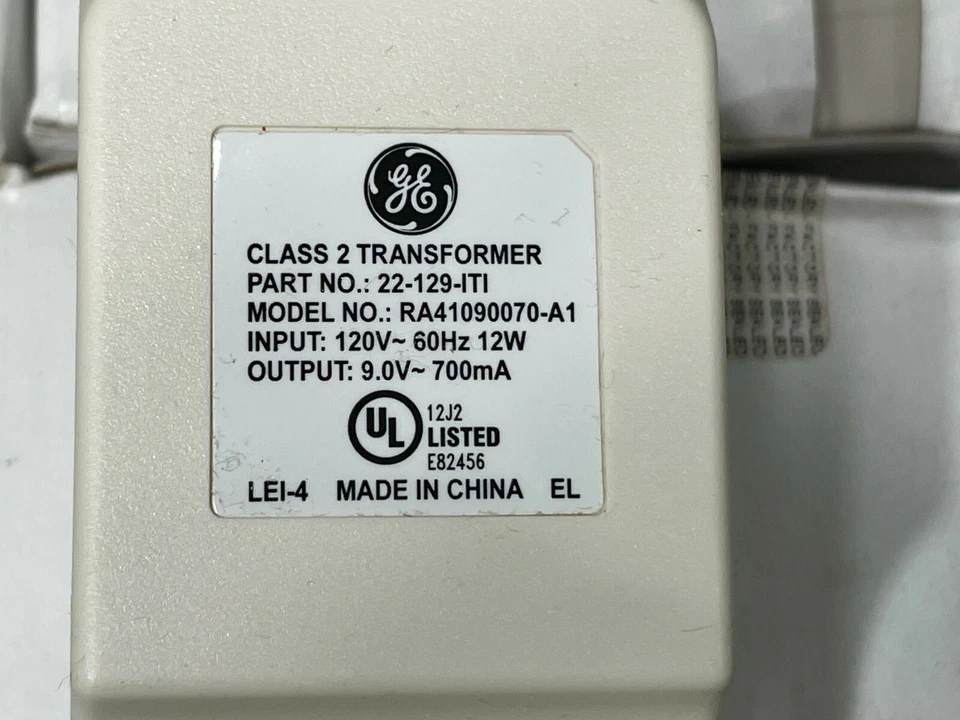 GE
CLASS 2 TRANSFORMER
PART NO.: 22-129-ITI
MODEL NO.: RA41090070-A1
INPUT: 120V~ 60Hz 12W
OUTPUT: 9.0V~ 700mA
UL 12J2
LISTED
E82456
LEI-4 MADE IN CHINA EL